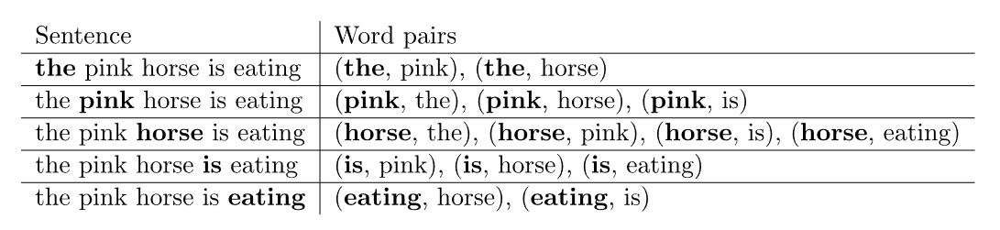 Sentence Word pairs
the pink horse is eating (the, pink), (the, horse)
the pink horse is eating (pink, the), (pink, horse), (pink, is)
the pink horse is eating (horse, the), (horse, pink), (horse, is), (horse, eating)
the pink horse is eating (is, pink), (is, horse), (is, eating)
the pink horse is eating (eating, horse), (eating, is)